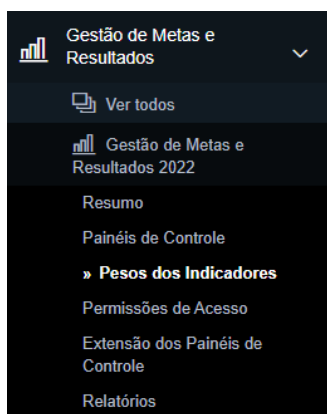 Gestão de Metas e
Resultados
Ver todos
Gestão de Metas e
Resultados 2022
Resumo
Painéis de Controle
» Pesos dos Indicadores
Permissões de Acesso
Extensão dos Painéis de
Controle
Relatórios